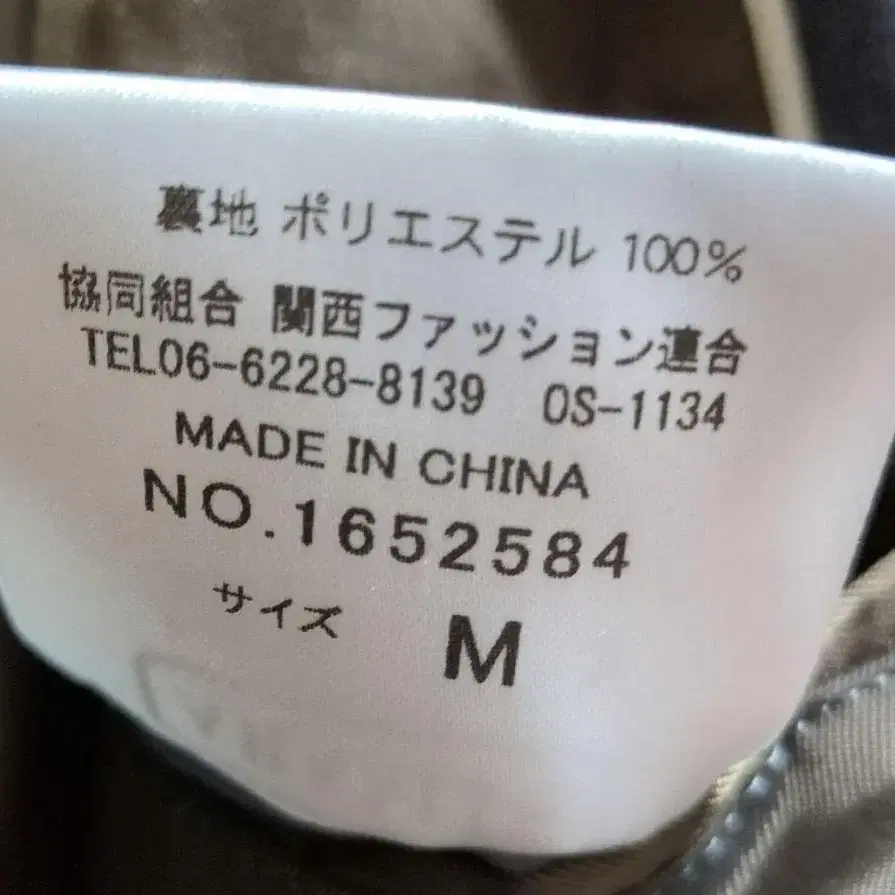 裏地 ポリエステル 100%
協同組合 関西ファッション連合
TEL06-6228-8139 OS-1134
MADE IN CHINA
NO.1652584
サイズ M